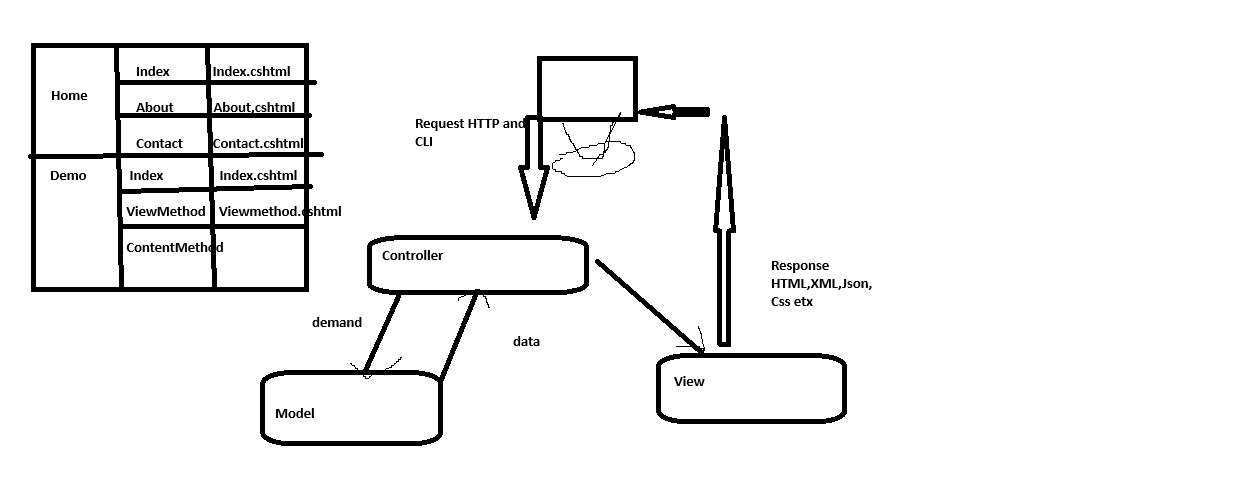 Home
Index
Index.cshtml
About
About,cshtml
Contact
Contact.cshtml
Demo
Index
Index.cshtml
ViewMethod
Viewmethod.cshtml
ContentMethod
Request HTTP and
CLI
Controller
demand
data
Model
View
Response
HTML,XML,Json,
Css etx